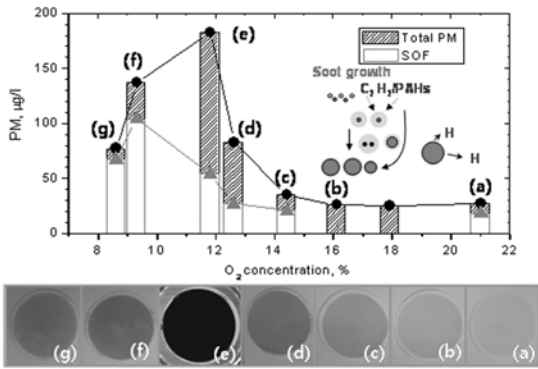 200
150
100
50
0
PM, µg/l
(g)
(f)
(e)
(d)
(c)
(b)
(a)
Total PM
SOF
Soot growth
C₂H₂/PAHs
H
H
8 10 12 14 16 18 20 22
O₂ concentration, %
(g) (f) (e) (d) (c) (b) (a)